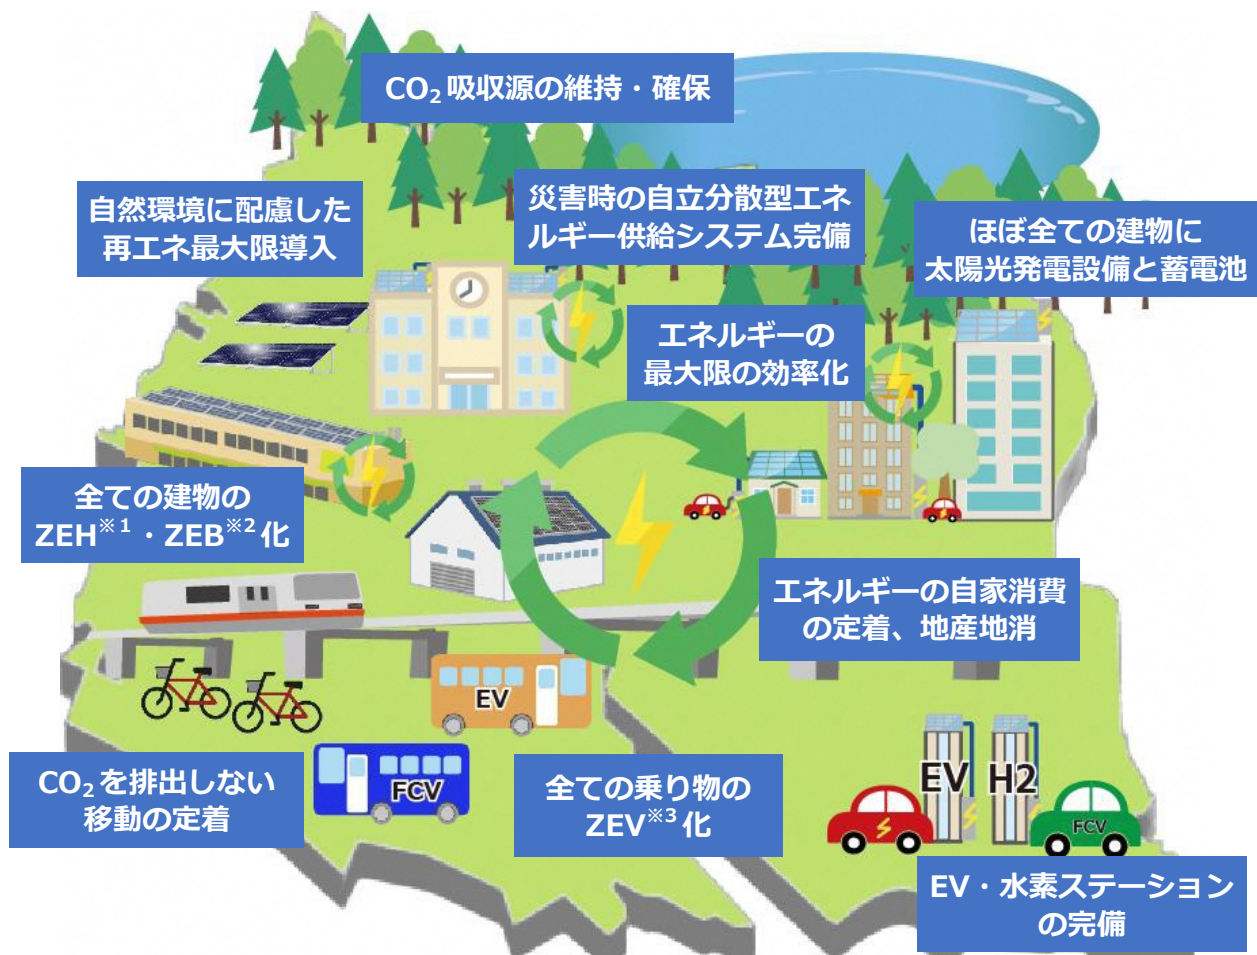 CO₂吸収源の維持・確保
自然環境に配慮した
再エネ最大限導入
災害時の自立分散型エネ
ルギー供給システム完備
ほぼ全ての建物に
太陽光発電設備と蓄電池
エネルギーの
最大限の効率化
全ての建物の
ZEH※1・ZEB※2化
エネルギーの自家消費
の定着、地産地消
EV
FCV
CO₂を排出しない
移動の定着
全ての乗り物の
ZEV※3化
EV
H2
FCV
EV・水素ステーション
の完備